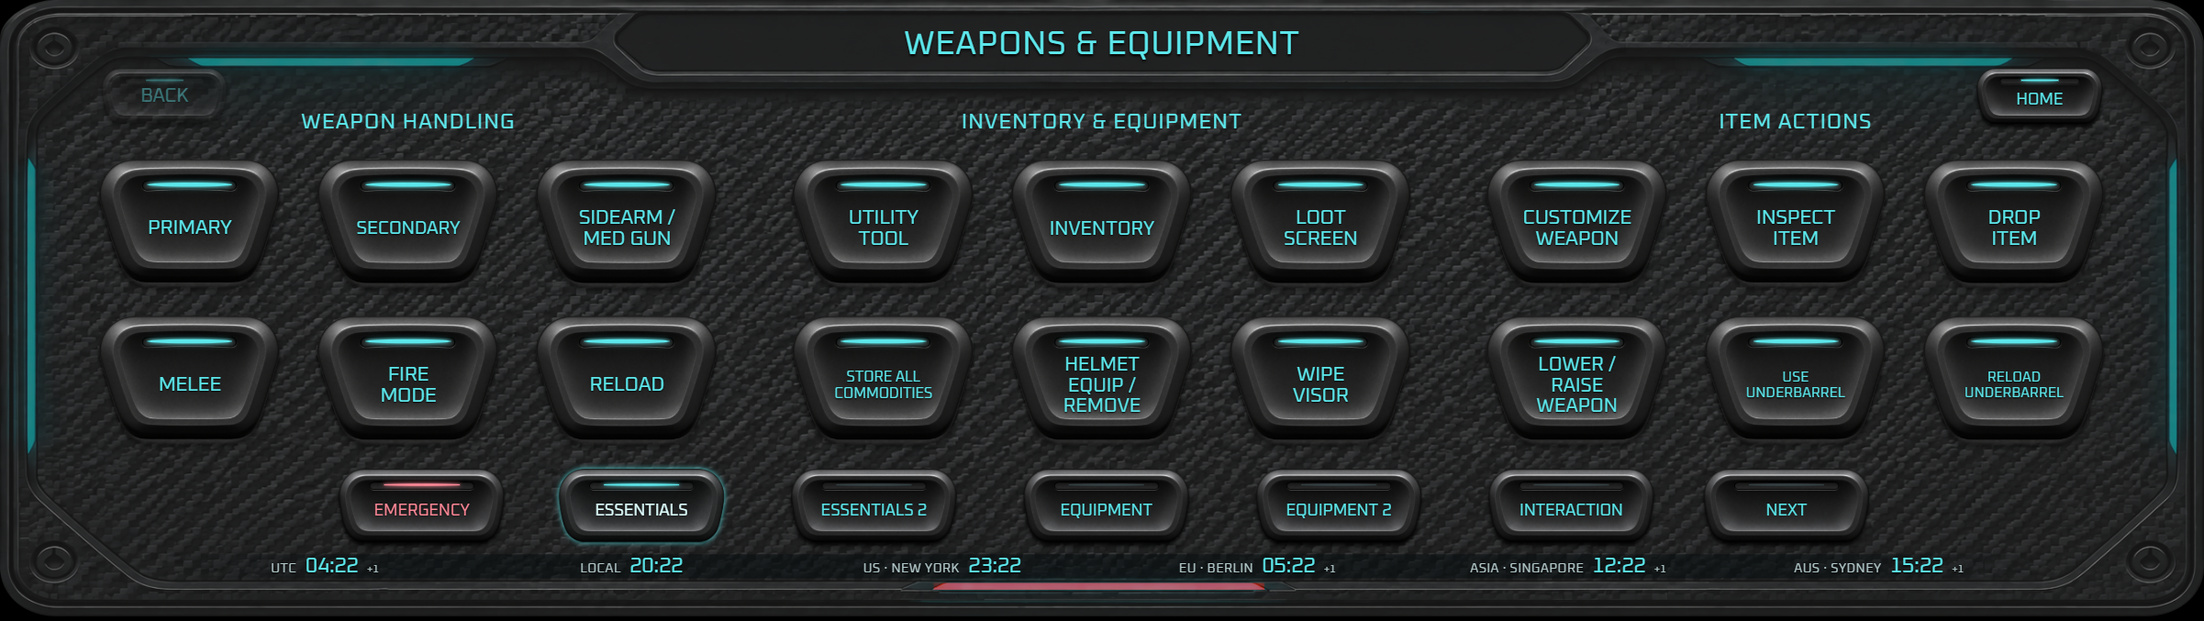 WEAPONS & EQUIPMENT
BACK
HOME
WEAPON HANDLING
INVENTORY & EQUIPMENT
ITEM ACTIONS
PRIMARY
SECONDARY
SIDEARM /
MED GUN
UTILITY
TOOL
INVENTORY
LOOT
SCREEN
CUSTOMIZE
WEAPON
INSPECT
ITEM
DROP
ITEM
MELEE
FIRE
MODE
RELOAD
STORE ALL
COMMODITIES
HELMET
EQUIP /
REMOVE
WIPE
VISOR
LOWER /
RAISE
WEAPON
USE
UNDERBARREL
RELOAD
UNDERBARREL
EMERGENCY
ESSENTIALS
ESSENTIALS 2
EQUIPMENT
EQUIPMENT 2
INTERACTION
NEXT
UTC 04:22 +1
LOCAL 20:22
US · NEW YORK 23:22
EU · BERLIN 05:22 +1
ASIA · SINGAPORE 12:22 +1
AUS · SYDNEY 15:22 +1